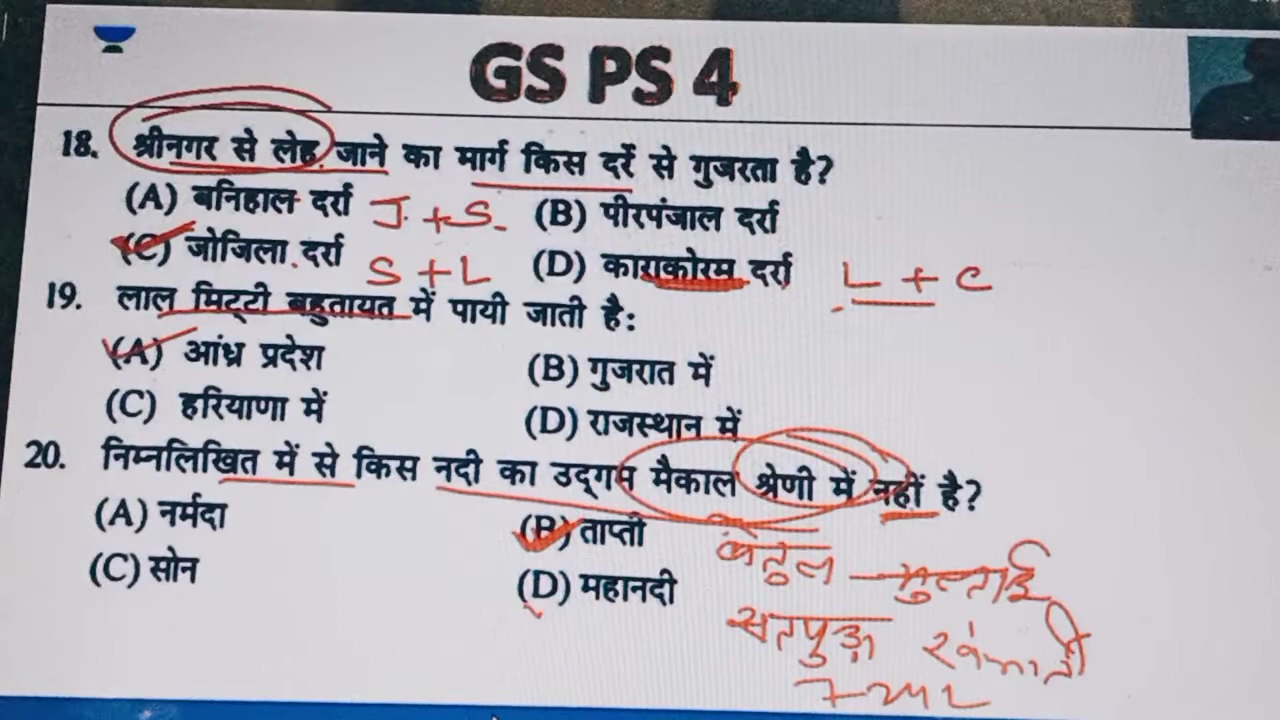 GS PS 4
18. श्रीनगर से लेह जाने का मार्ग किस दर्रे से गुजरता है?
(A) बनिहाल दर्रा J + S. (B) पीरपंजाल दर्रा
(C) जोजिला दर्रा S + L (D) काराकोरम दर्रा L + C
19. लाल मिट्टी बहुतायत में पायी जाती है:
(A) आंध्र प्रदेश (B) गुजरात में
(C) हरियाणा में (D) राजस्थान में
20. निम्नलिखित में से किस नदी का उद्गम मैकाल श्रेणी में नहीं है?
(A) नर्मदा (B) ताप्ती
(C) सोन (D) महानदी
बेतुल – मुल्ताई
सतपुड़ा